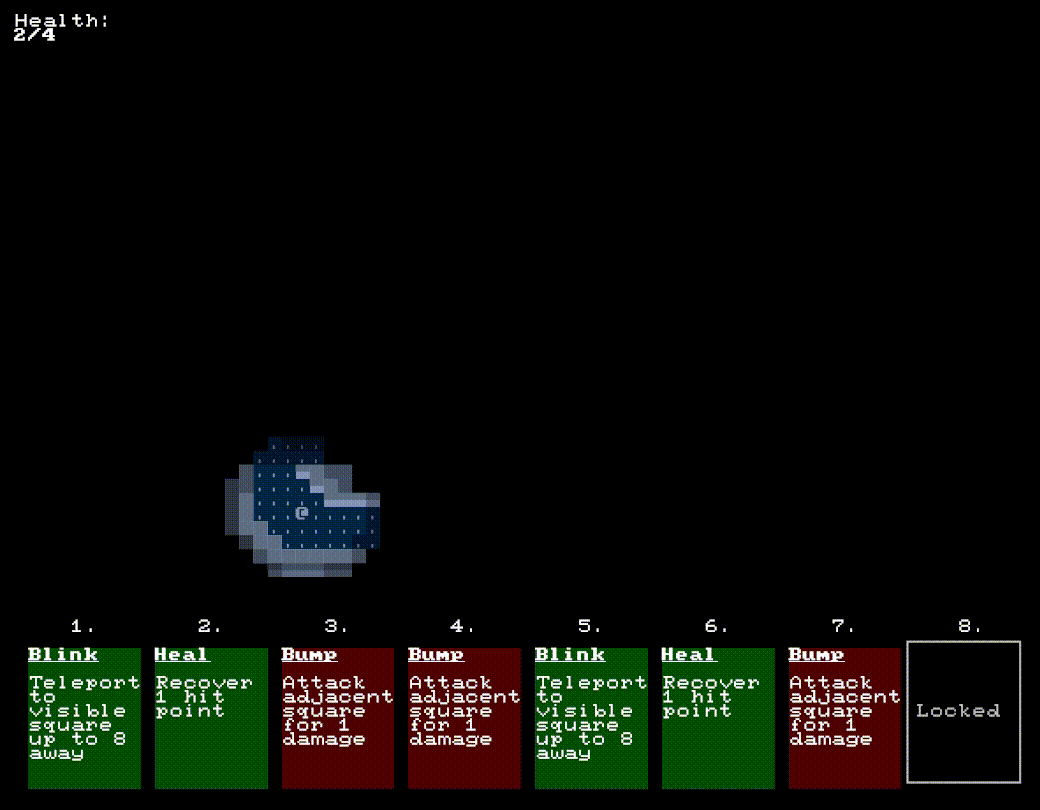 Health:
2/4
@
1. 2. 3. 4. 5. 6. 7. 8.
Blink
Teleport
to
visible
square
up to 8
away
Heal
Recover
1 hit
point
Bump
Attack
adjacent
square
for 1
damage
Bump
Attack
adjacent
square
for 1
damage
Blink
Teleport
to
visible
square
up to 8
away
Heal
Recover
1 hit
point
Bump
Attack
adjacent
square
for 1
damage
Locked